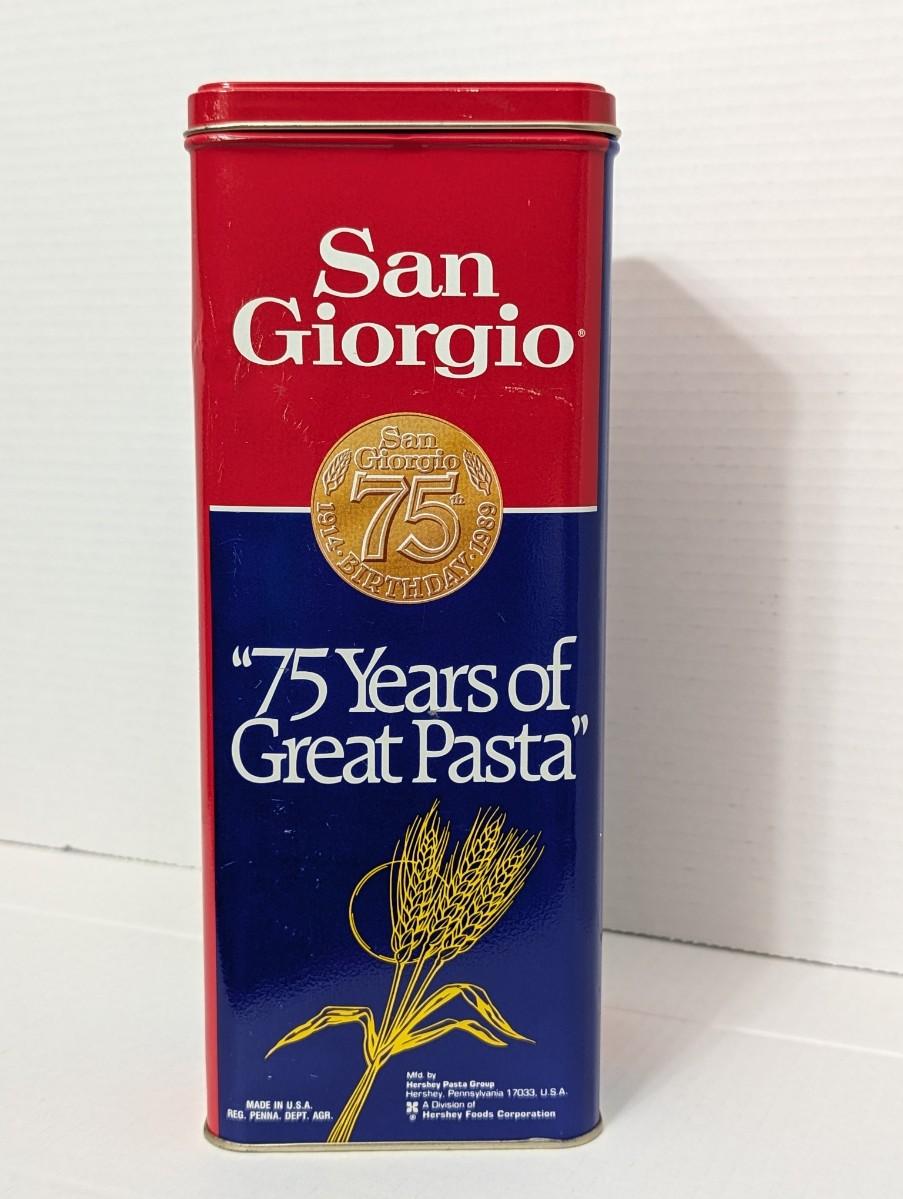 San
Giorgio®
San
Giorgio
75th
1914 · BIRTHDAY · 1989
“75 Years of
Great Pasta”
MADE IN U.S.A.
REG. PENNA. DEPT. AGR.
Mfd. by
Hershey Pasta Group
Hershey, Pennsylvania 17033, U.S.A.
A Division of
® Hershey Foods Corporation